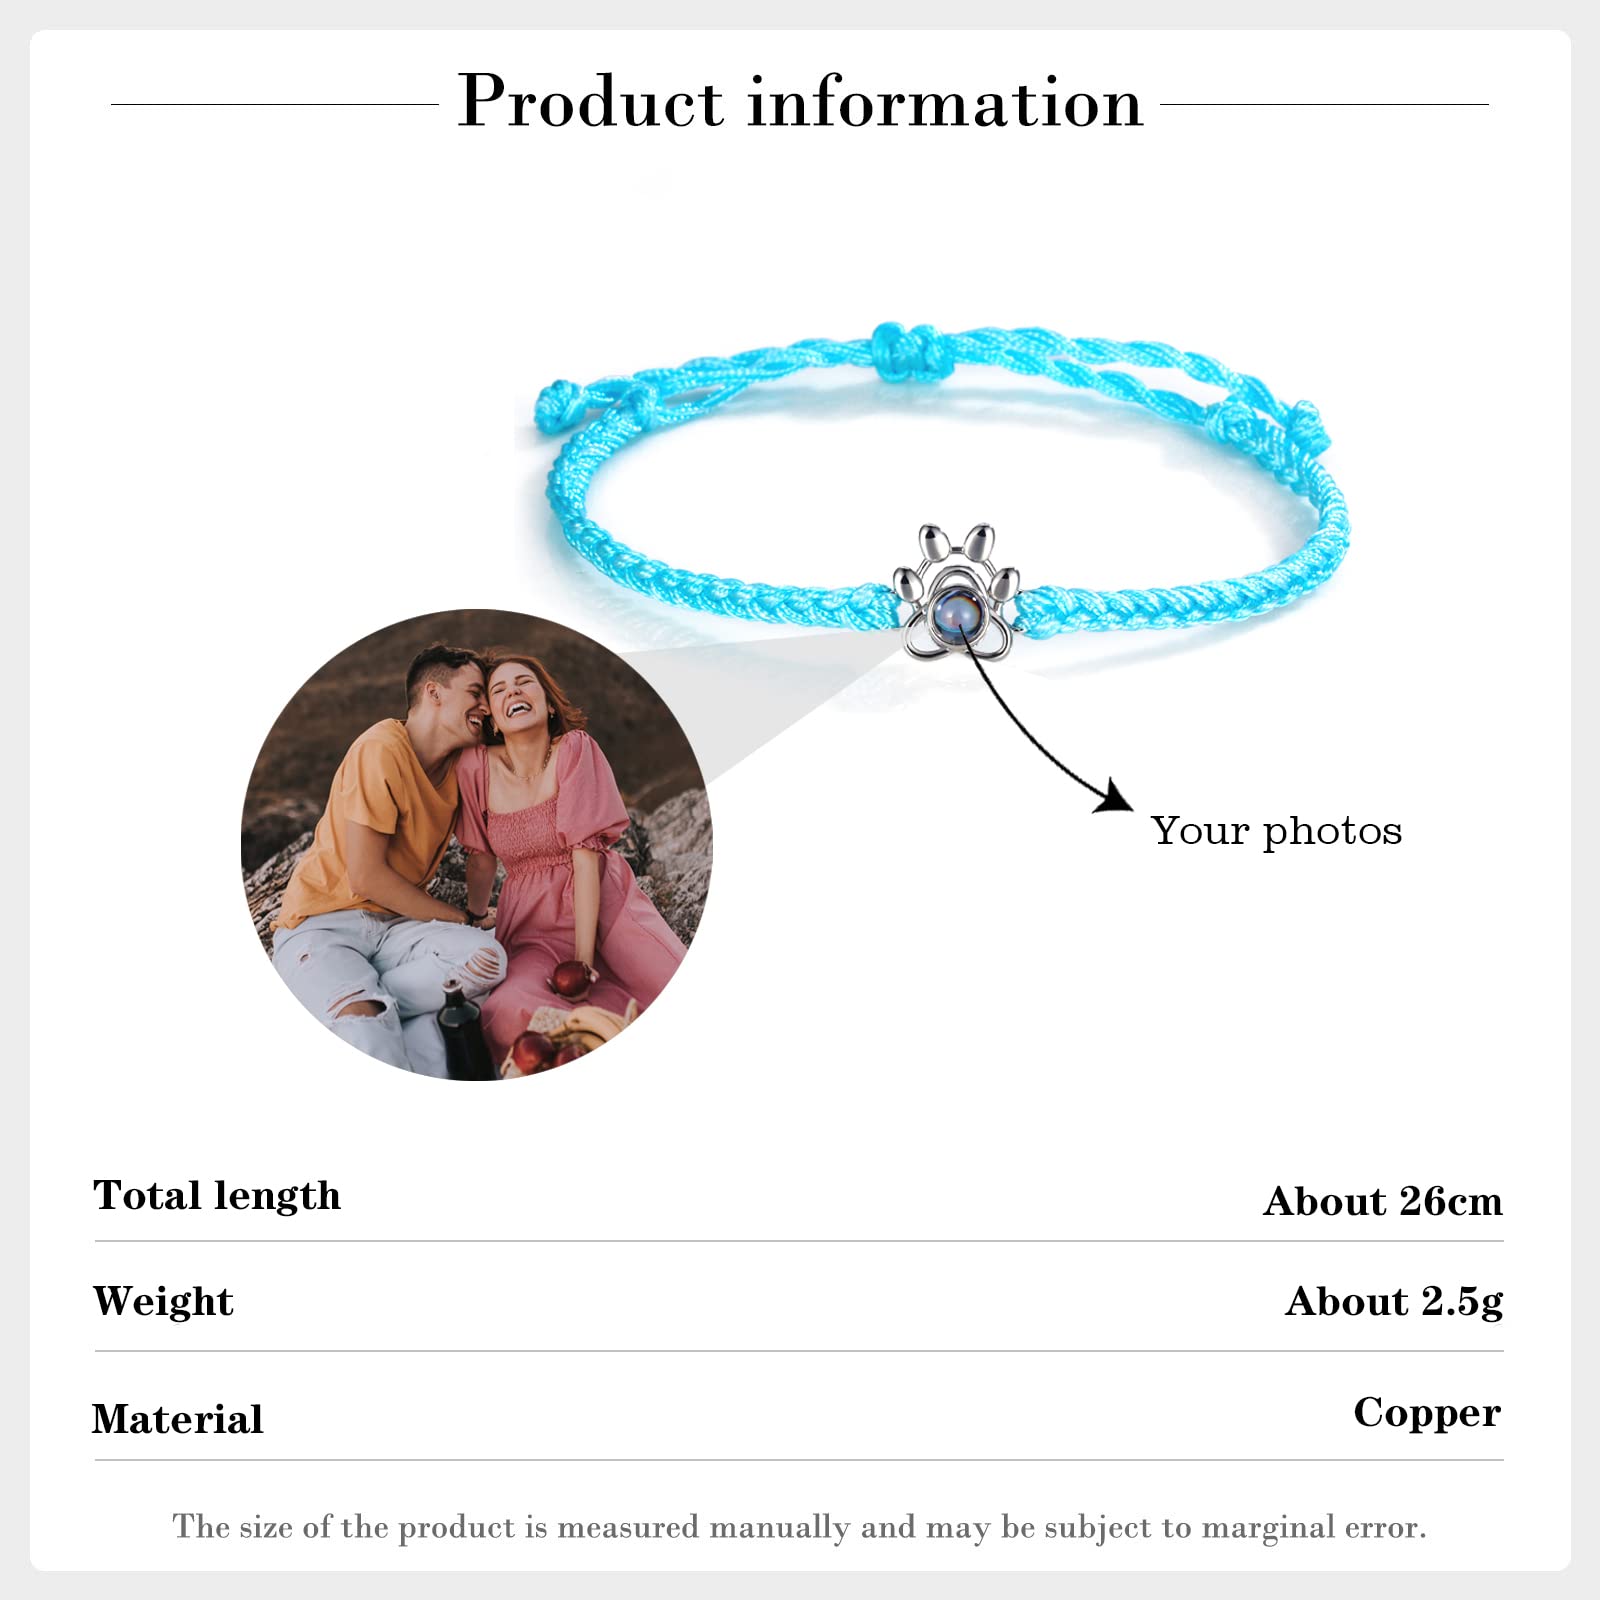 Product information
Your photos
Total length
About 26cm
Weight
About 2.5g
Material
Copper
The size of the product is measured manually and may be subject to marginal error.